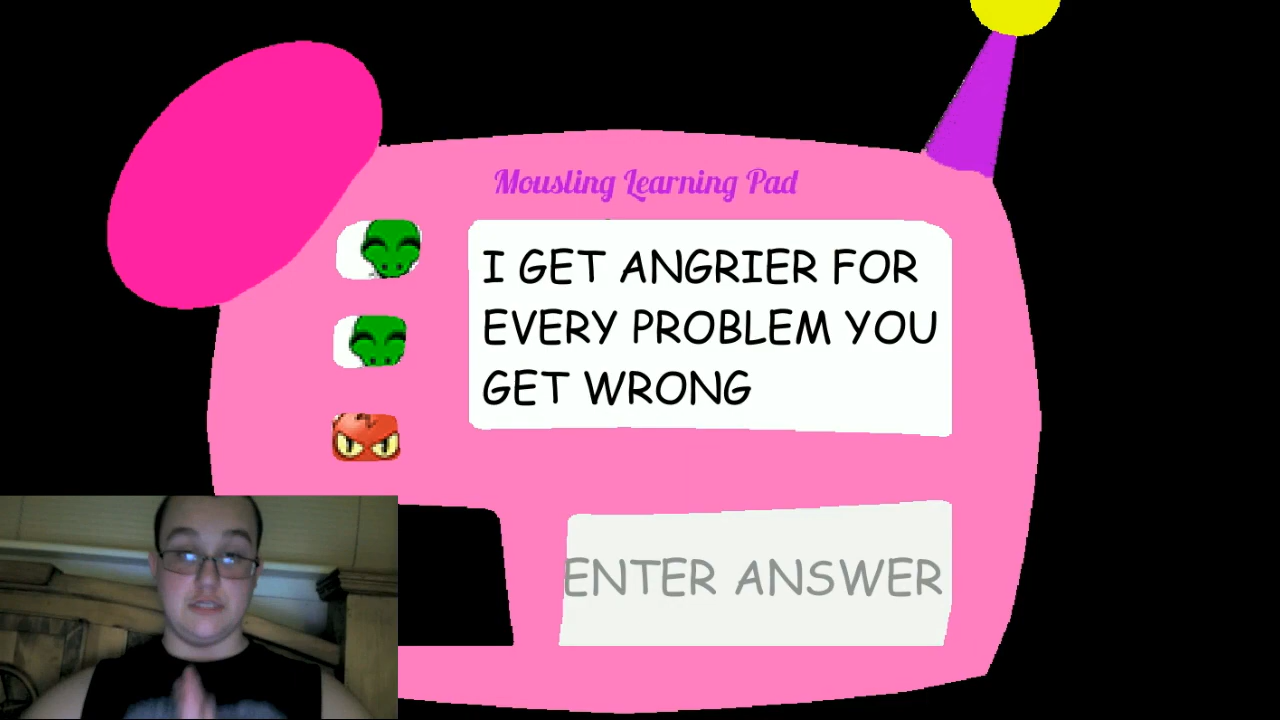 Mousling Learning Pad
I GET ANGRIER FOR
EVERY PROBLEM YOU
GET WRONG
ENTER ANSWER